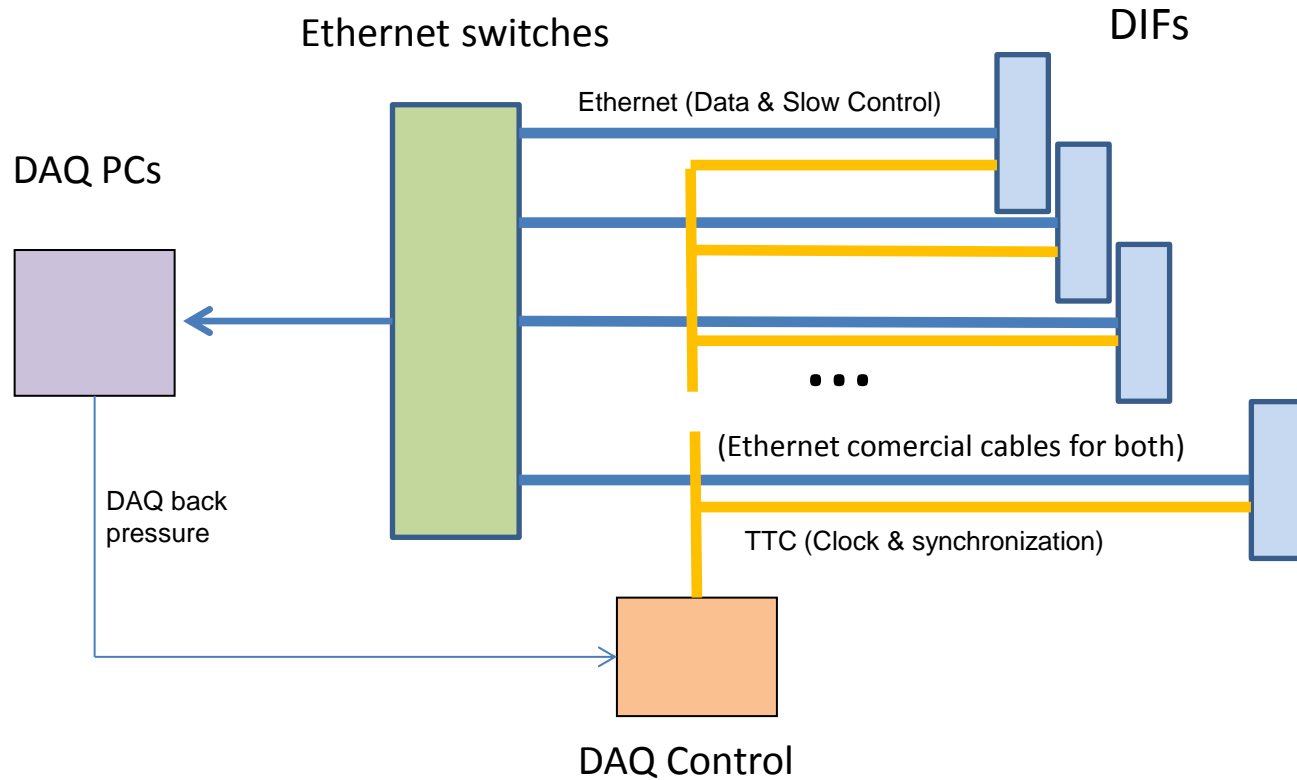 Ethernet switches
DIFs
Ethernet (Data & Slow Control)
DAQ PCs
...
(Ethernet comercial cables for both)
DAQ back
pressure
TTC (Clock & synchronization)
DAQ Control